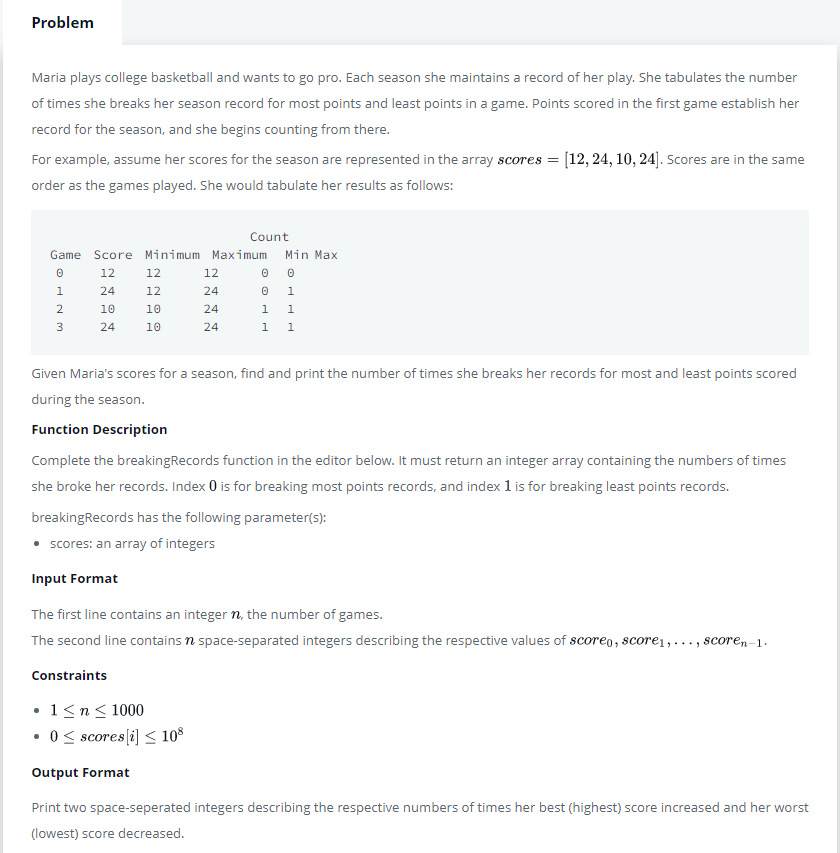 Problem
Maria plays college basketball and wants to go pro. Each season she maintains a record of her play. She tabulates the number
of times she breaks her season record for most points and least points in a game. Points scored in the first game establish her
record for the season, and she begins counting from there.
For example, assume her scores for the season are represented in the array scores = [12, 24, 10, 24]. Scores are in the same
order as the games played. She would tabulate her results as follows:
Count
Game Score Minimum Maximum Min Max
0 12 12 12 0 0
1 24 12 24 0 1
2 10 10 24 1 1
3 24 10 24 1 1
Given Maria's scores for a season, find and print the number of times she breaks her records for most and least points scored
during the season.
Function Description
Complete the breakingRecords function in the editor below. It must return an integer array containing the numbers of times
she broke her records. Index 0 is for breaking most points records, and index 1 is for breaking least points records.
breakingRecords has the following parameter(s):
• scores: an array of integers
Input Format
The first line contains an integer n, the number of games.
The second line contains n space-separated integers describing the respective values of score₀, score₁, . . . , scoreₙ₋₁.
Constraints
• 1 ≤ n ≤ 1000
• 0 ≤ scores[i] ≤ 10⁸
Output Format
Print two space-seperated integers describing the respective numbers of times her best (highest) score increased and her worst
(lowest) score decreased.